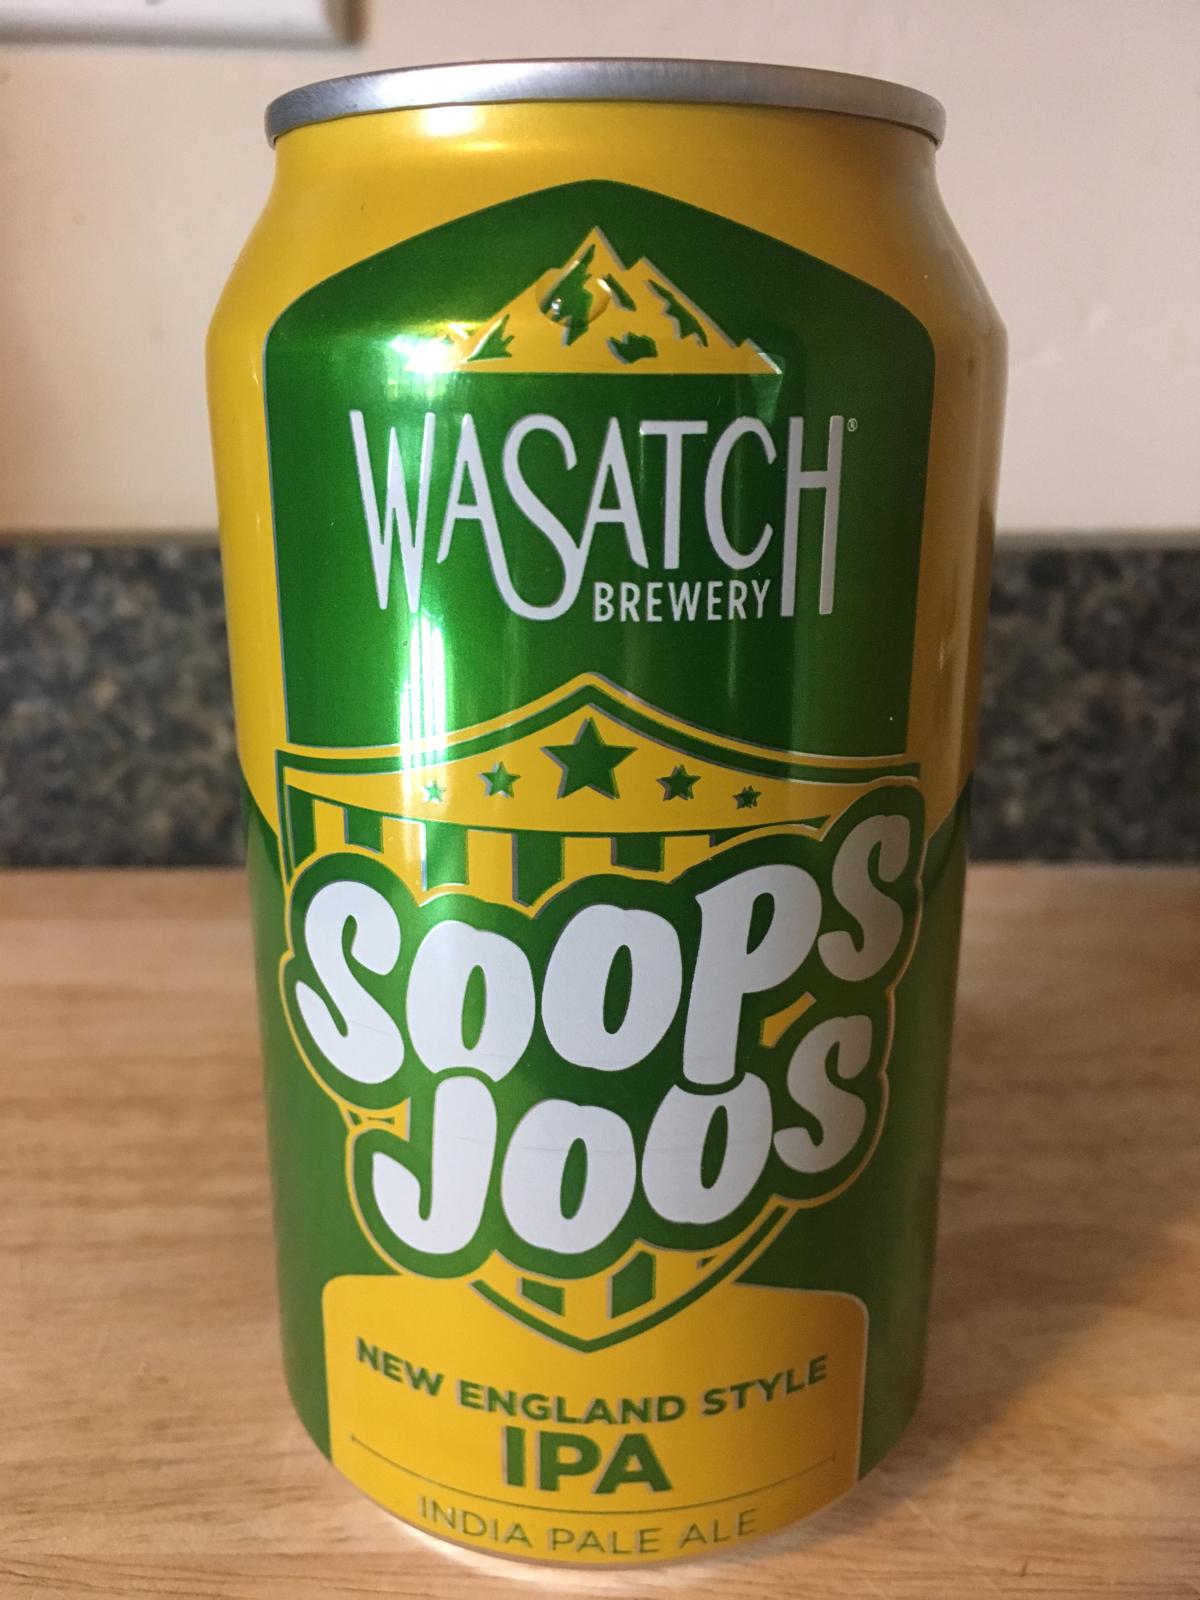 WASATCH®
BREWERY
SOOPS
JOOS
NEW ENGLAND STYLE
IPA
INDIA PALE ALE